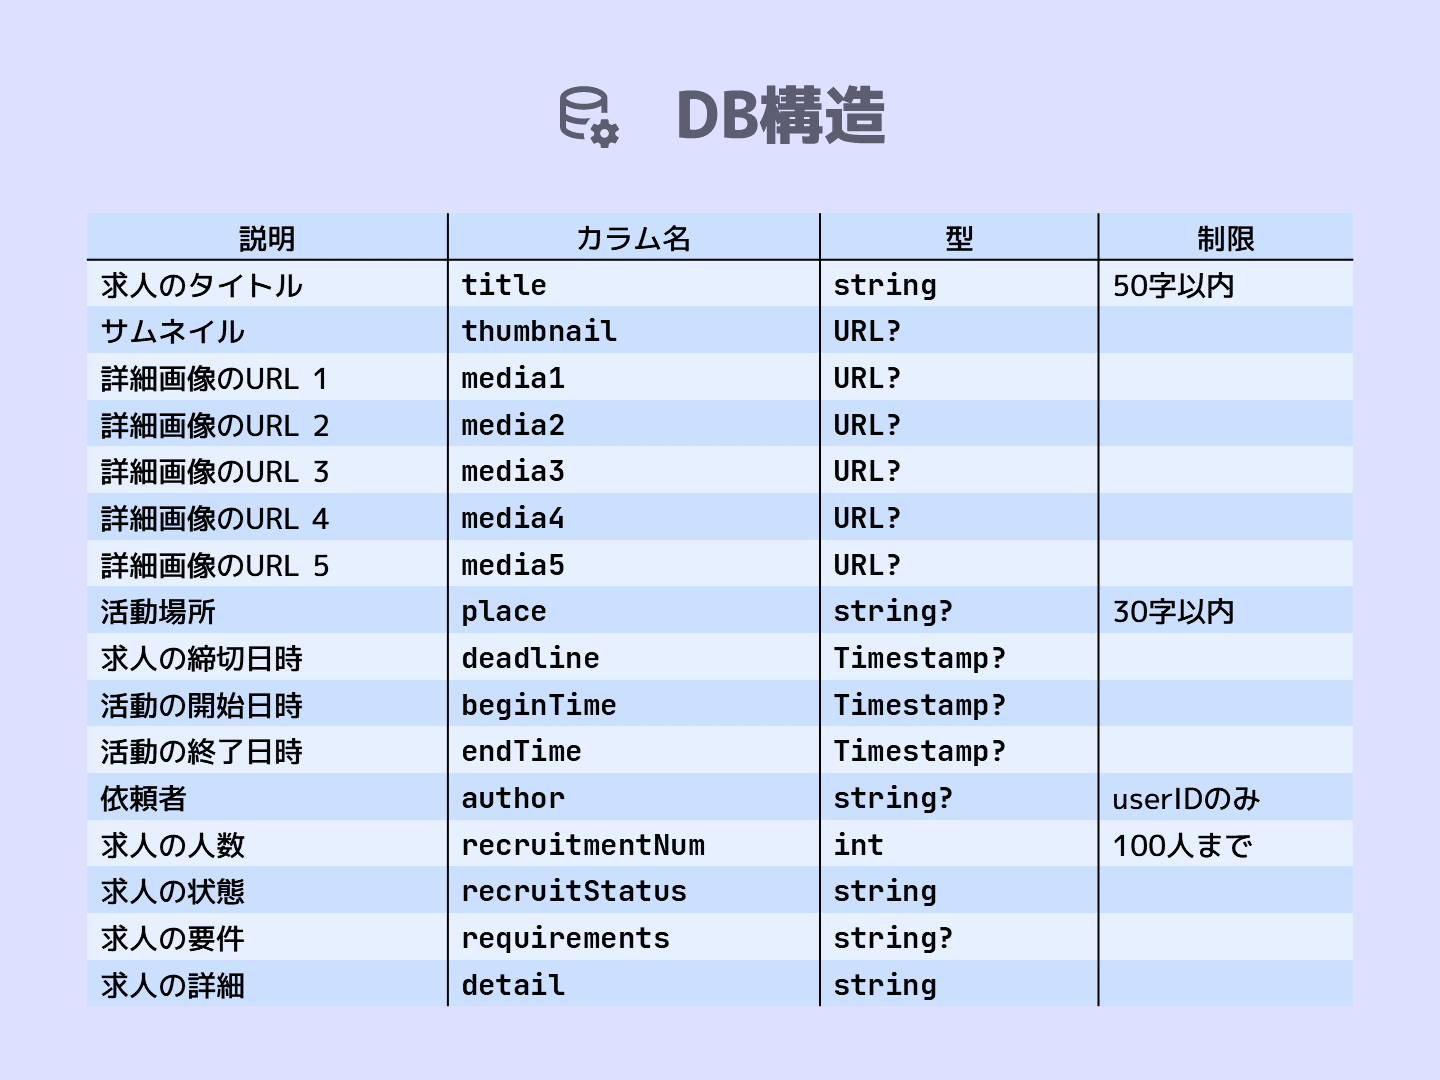 DB構造
説明 カラム名 型 制限
求人のタイトル title string 50字以内
サムネイル thumbnail URL?
詳細画像のURL 1 media1 URL?
詳細画像のURL 2 media2 URL?
詳細画像のURL 3 media3 URL?
詳細画像のURL 4 media4 URL?
詳細画像のURL 5 media5 URL?
活動場所 place string? 30字以内
求人の締切日時 deadline Timestamp?
活動の開始日時 beginTime Timestamp?
活動の終了日時 endTime Timestamp?
依頼者 author string? userIDのみ
求人の人数 recruitmentNum int 100人まで
求人の状態 recruitStatus string
求人の要件 requirements string?
求人の詳細 detail string